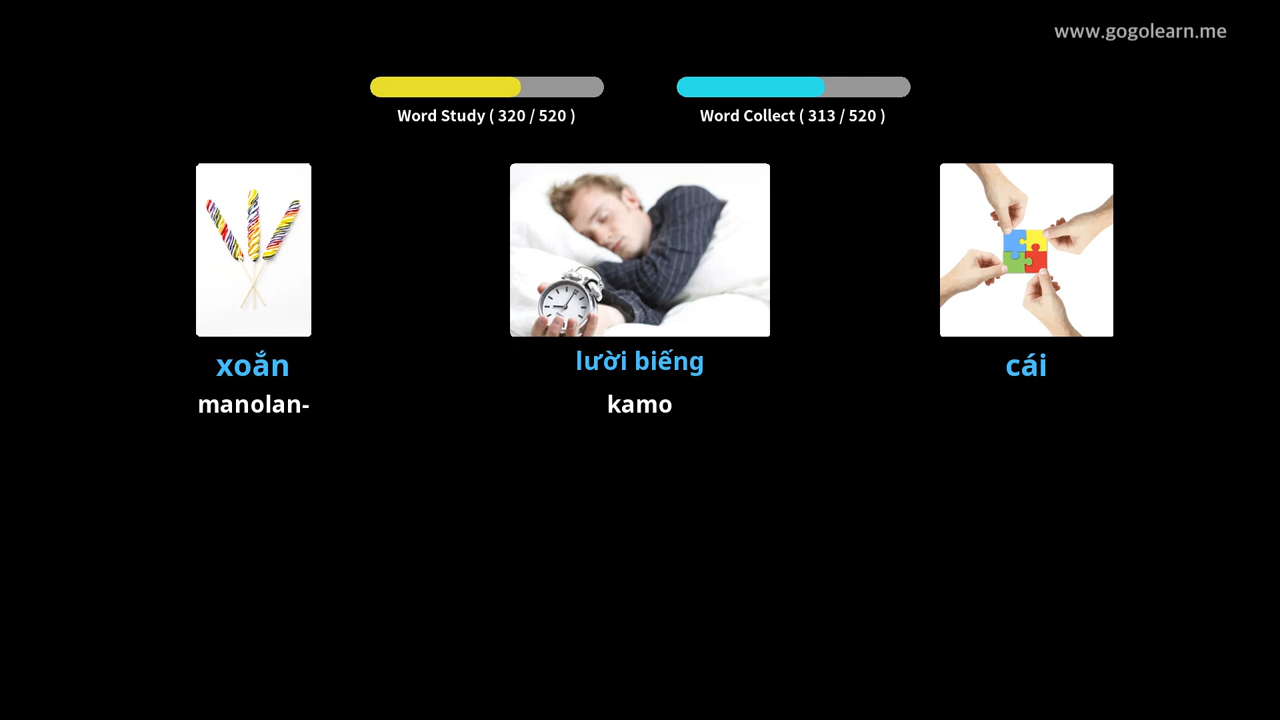 www.gogolearn.me
Word Study ( 320 / 520 )
Word Collect ( 313 / 520 )
xoắn
manolan-
lười biếng
kamo
cái